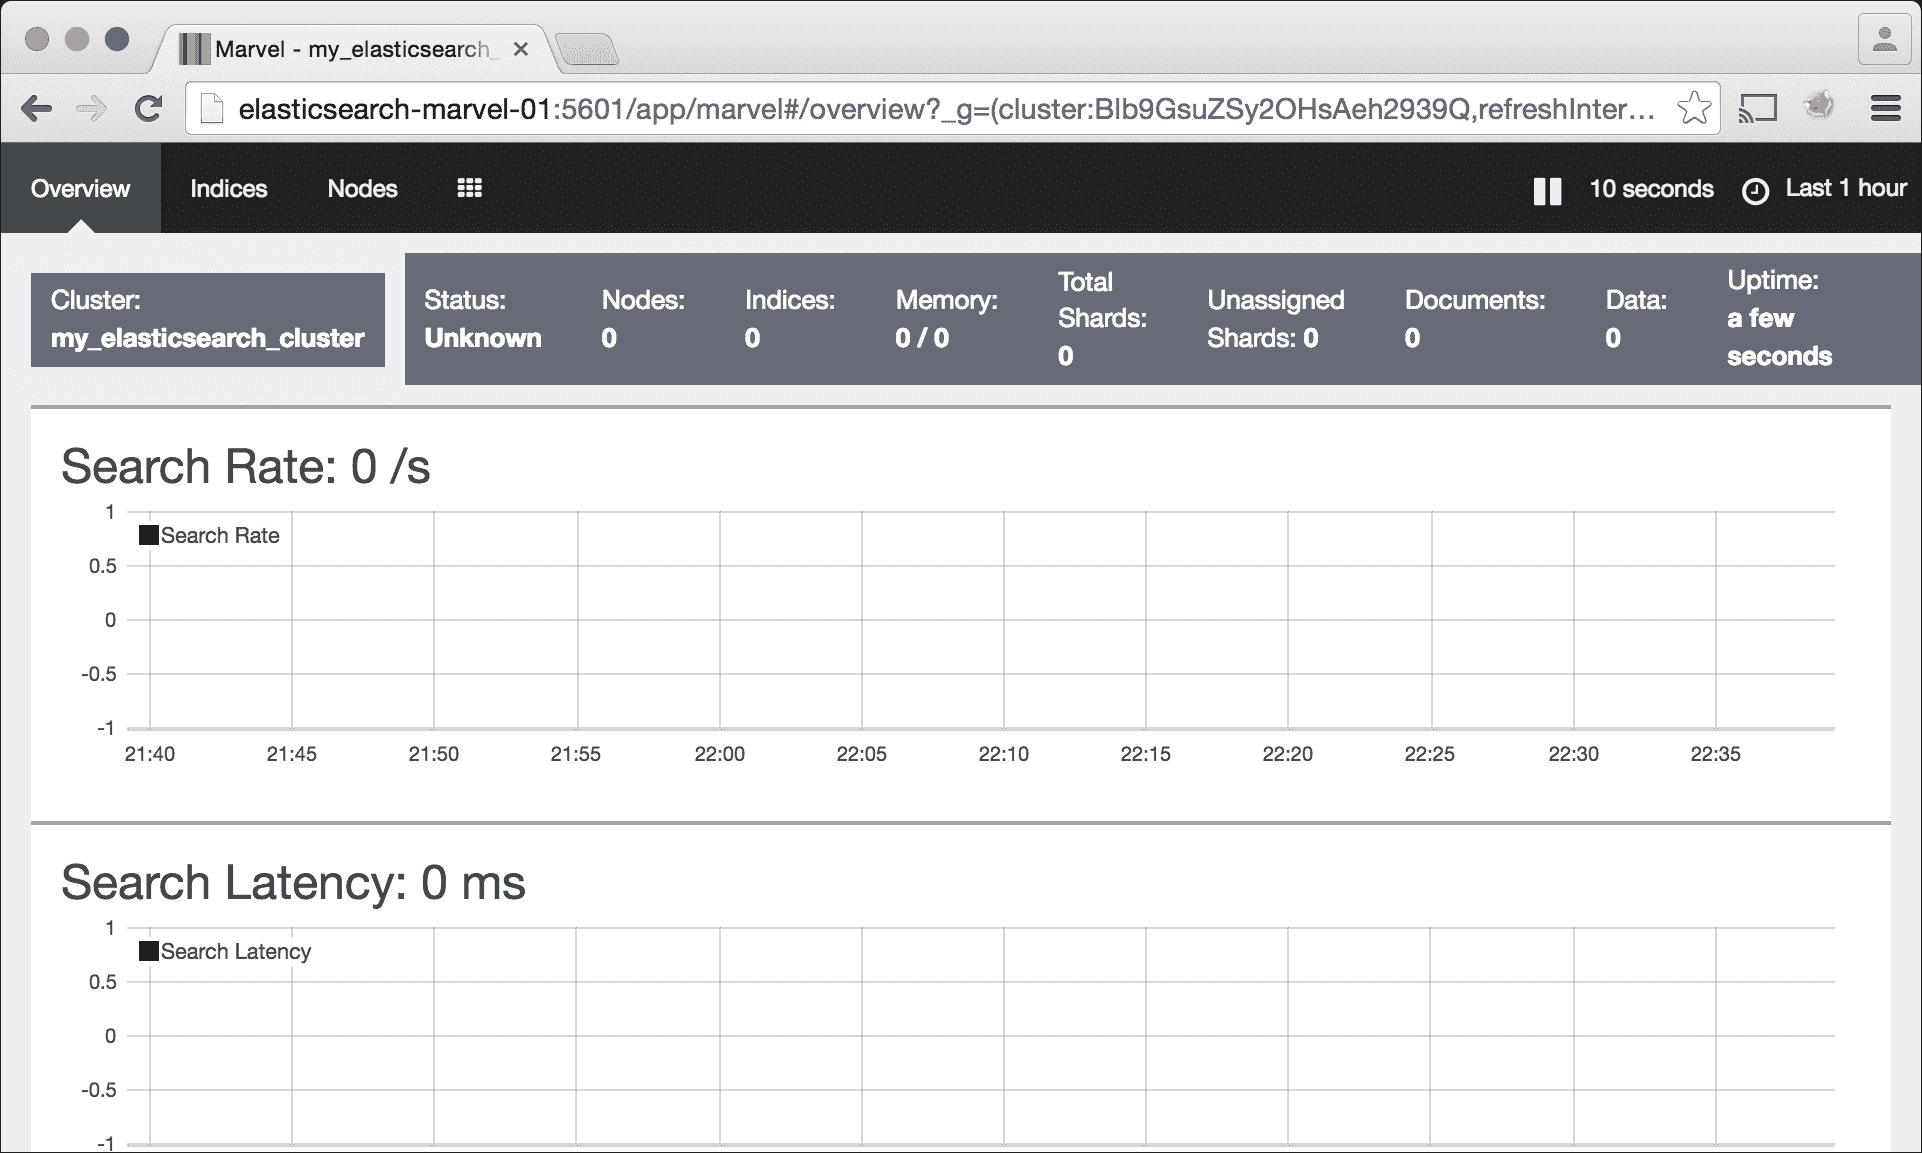 Marvel - my_elasticsearch_
elasticsearch-marvel-01:5601/app/marvel#/overview?_g=(cluster:Blb9GsuZSy2OHsAeh2939Q,refreshInter...
Overview Indices Nodes 10 seconds Last 1 hour
Cluster:
my_elasticsearch_cluster
Status:
Unknown
Nodes:
0
Indices:
0
Memory:
0 / 0
Total
Shards:
0
Unassigned
Shards: 0
Documents:
0
Data:
0
Uptime:
a few
seconds
Search Rate: 0 /s
1
Search Rate
0.5
0
-0.5
-1
21:40 21:45 21:50 21:55 22:00 22:05 22:10 22:15 22:20 22:25 22:30 22:35
Search Latency: 0 ms
1
Search Latency
0.5
0
-0.5
-1